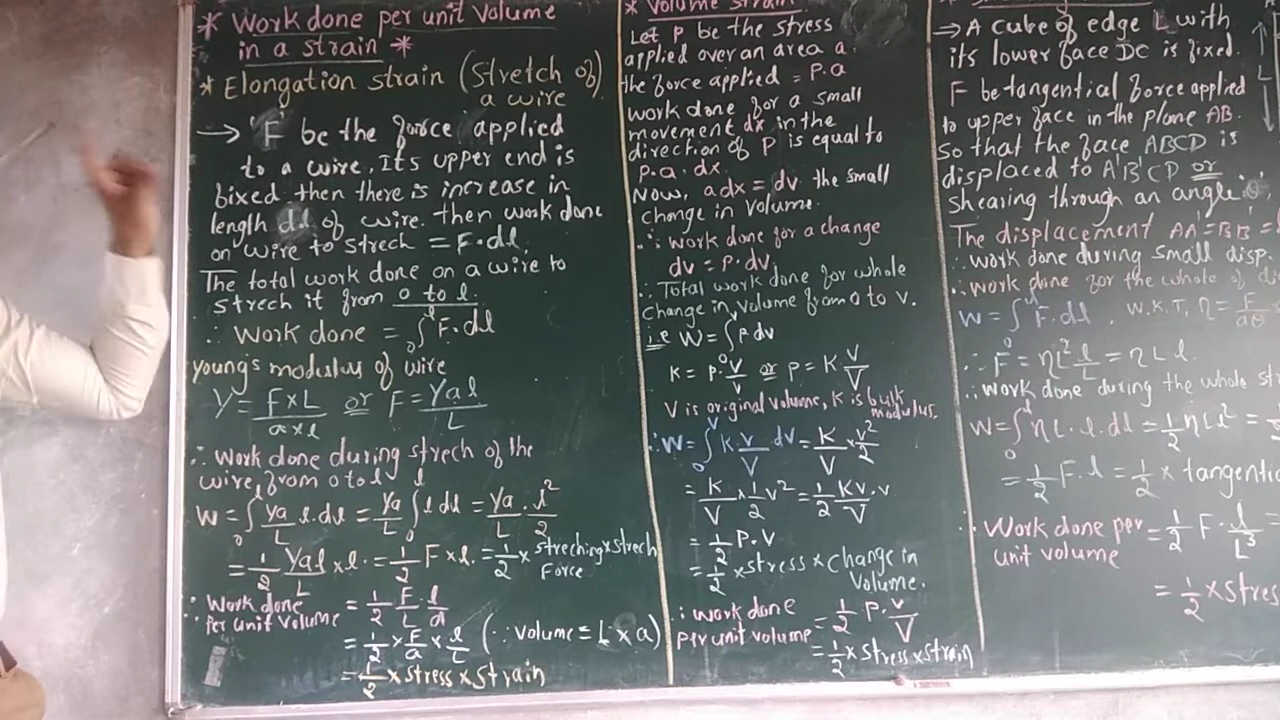 * Work done per unit Volume
in a strain *
* Elongation strain (Stretch of)
a wire
→ 'F' be the force applied
to a wire. Its upper end is
fixed, then there is increase in
length dl of wire. then work done
on wire to strech = F·dl.
The total work done on a wire to
strech it from 0 to l.
∴ Work done = ₀∫ˡ F·dl
young's modulus of wire
Y = F×L / a×l or F = Yal / L
∴ Work done during strech of the
wire, from 0 to l
W = ₀∫ˡ Ya/L l·dl = Ya/L ₀∫ˡ l dl = Ya/L · l²/2
= 1/2 Yal/L × l = 1/2 F × l = 1/2 × streching Force × strech
∴ Work done per unit volume = 1/2 F/L · l/a
= 1/2 × F/a × l/L (∵ volume = L × a)
= 1/2 × stress × strain
* Volume strain
Let P be the stress
applied over an area a.
the force applied = P·a
work done for a small
movement dx in the
direction of P is equal to
P·a·dx.
Now, adx = dv. the small
change in volume.
∴ work done for a change
dv = P·dv.
∴ Total work done for whole
change in volume from 0 to v.
i.e W = ₀∫ᵛ P dv
K = P·V/v or P = K v/V
V is original volume, K is bulk
modulus.
∴ W = ₀∫ᵛ K v/V · dv = K/V × v²/2
= K/V × 1/2 v² = 1/2 Kv/V · v
= 1/2 P·v
= 1/2 × stress × change in
Volume.
∴ work done per unit volume = 1/2 P·v/V
= 1/2 × stress × strain
→ A cube of edge L with
its lower face DC is fixed.
F be tangential force applied
to upper face in the plane AB.
So that the face ABCD is
displaced to A'B'CD or
shearing through an angle θ.
The displacement AA' = BB' =
∴ work done during small disp.
∴ work done for the whole of
W = ₀∫ˡ F·dl, W.K.T, η = F/aθ
∴ F = ηL² l/L = ηLl.
∴ work done during the whole
W = ₀∫ˡ ηL·l·dl = 1/2 ηLl² =
= 1/2 F·l = 1/2 ×
Work done per unit volume = 1/2 F·l/L³ =
= 1/2 ×